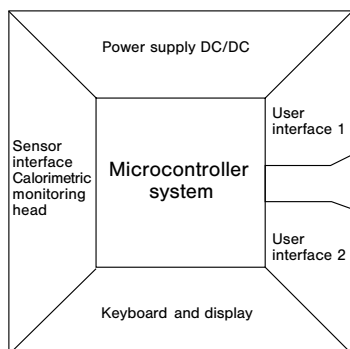 Power supply DC/DC
User
interface 1
Sensor
interface
Calorimetric
monitoring
head
Microcontroller
system
User
interface 2
Keyboard and display